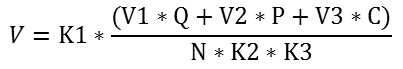 V = K1 * (V1 * Q + V2 * P + V3 * C) / N * K2 * K3